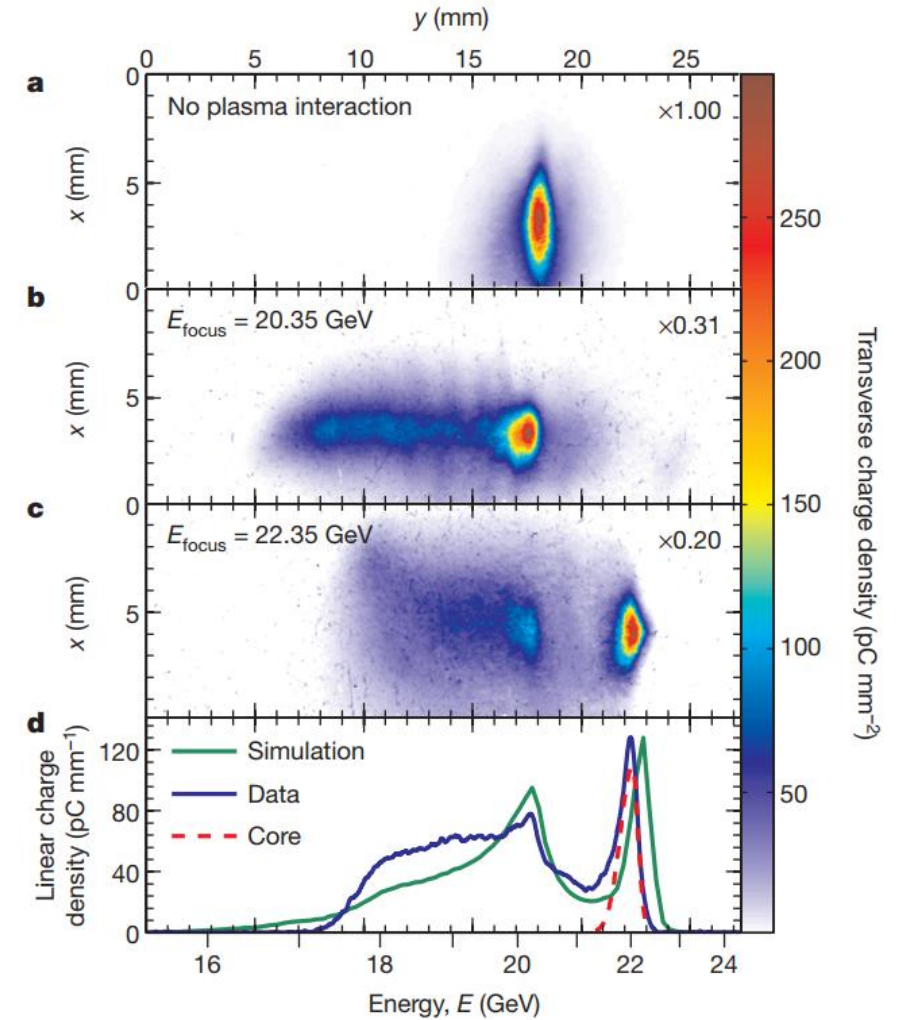 y (mm)
0 5 10 15 20 25
a
No plasma interaction
×1.00
0
5
x (mm)
b
E_focus = 20.35 GeV
×0.31
0
5
x (mm)
c
E_focus = 22.35 GeV
×0.20
0
5
x (mm)
250
200
150
100
50
Transverse charge density (pC mm⁻²)
d
Simulation
Data
Core
120
80
40
0
Linear charge
density (pC mm⁻¹)
16 18 20 22 24
Energy, E (GeV)